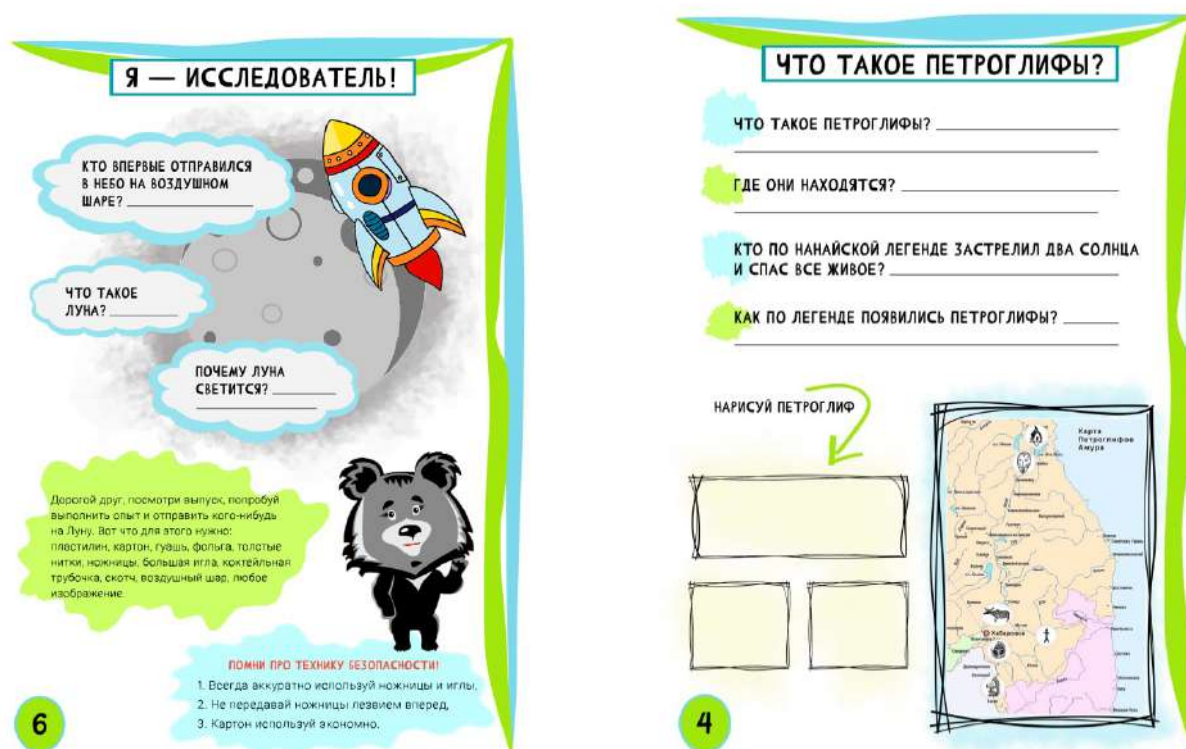 Я — ИССЛЕДОВАТЕЛЬ!
КТО ВПЕРВЫЕ ОТПРАВИЛСЯ
В НЕБО НА ВОЗДУШНОМ
ШАРЕ?
ЧТО ТАКОЕ
ЛУНА?
ПОЧЕМУ ЛУНА
СВЕТИТСЯ?
Дорогой друг, посмотри выпуск, попробуй
выполнить опыт и отправить кого-нибудь
на Луну. Вот что для этого нужно:
пластилин, картон, гуашь, фольга, толстые
нитки, ножницы, большая игла, коктейльная
трубочка, скотч, воздушный шар, любое
изображение.
ПОМНИ ПРО ТЕХНИКУ БЕЗОПАСНОСТИ!
1. Всегда аккуратно используй ножницы и иглы,
2. Не передавай ножницы лезвием вперед,
3. Картон используй экономно.
6
ЧТО ТАКОЕ ПЕТРОГЛИФЫ?
ЧТО ТАКОЕ ПЕТРОГЛИФЫ?
ГДЕ ОНИ НАХОДЯТСЯ?
КТО ПО НАНАЙСКОЙ ЛЕГЕНДЕ ЗАСТРЕЛИЛ ДВА СОЛНЦА
И СПАС ВСЕ ЖИВОЕ?
КАК ПО ЛЕГЕНДЕ ПОЯВИЛИСЬ ПЕТРОГЛИФЫ?
НАРИСУЙ ПЕТРОГЛИФ
Карта
Петроглифов
Амура
Хабаровск
4